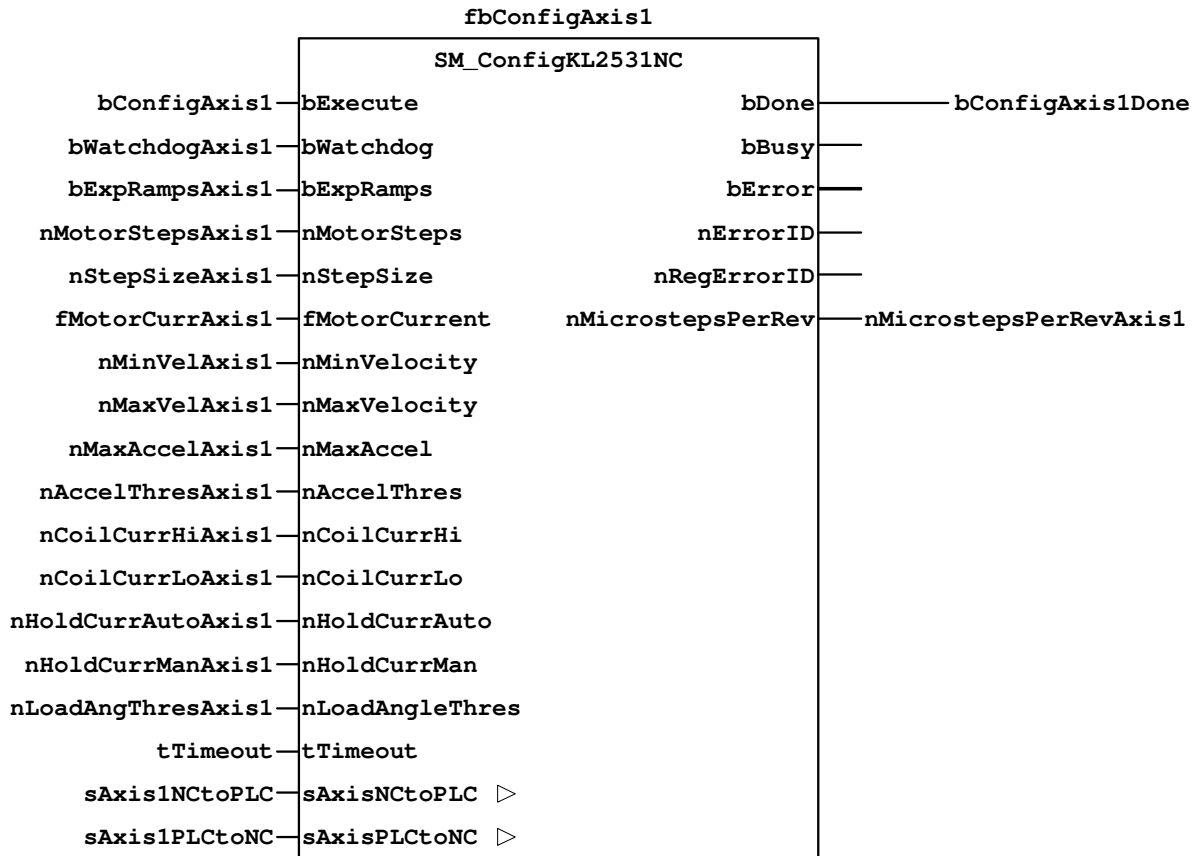 fbConfigAxis1
SM_ConfigKL2531NC
bConfigAxis1 bExecute bDone bConfigAxis1Done
bWatchdogAxis1 bWatchdog bBusy
bExpRampsAxis1 bExpRamps bError
nMotorStepsAxis1 nMotorSteps nErrorID
nStepSizeAxis1 nStepSize nRegErrorID
fMotorCurrAxis1 fMotorCurrent nMicrostepsPerRev nMicrostepsPerRevAxis1
nMinVelAxis1 nMinVelocity
nMaxVelAxis1 nMaxVelocity
nMaxAccelAxis1 nMaxAccel
nAccelThresAxis1 nAccelThres
nCoilCurrHiAxis1 nCoilCurrHi
nCoilCurrLoAxis1 nCoilCurrLo
nHoldCurrAutoAxis1 nHoldCurrAuto
nHoldCurrManAxis1 nHoldCurrMan
nLoadAngThresAxis1 nLoadAngleThres
tTimeout tTimeout
sAxis1NCtoPLC sAxisNCtoPLC ▷
sAxis1PLCtoNC sAxisPLCtoNC ▷